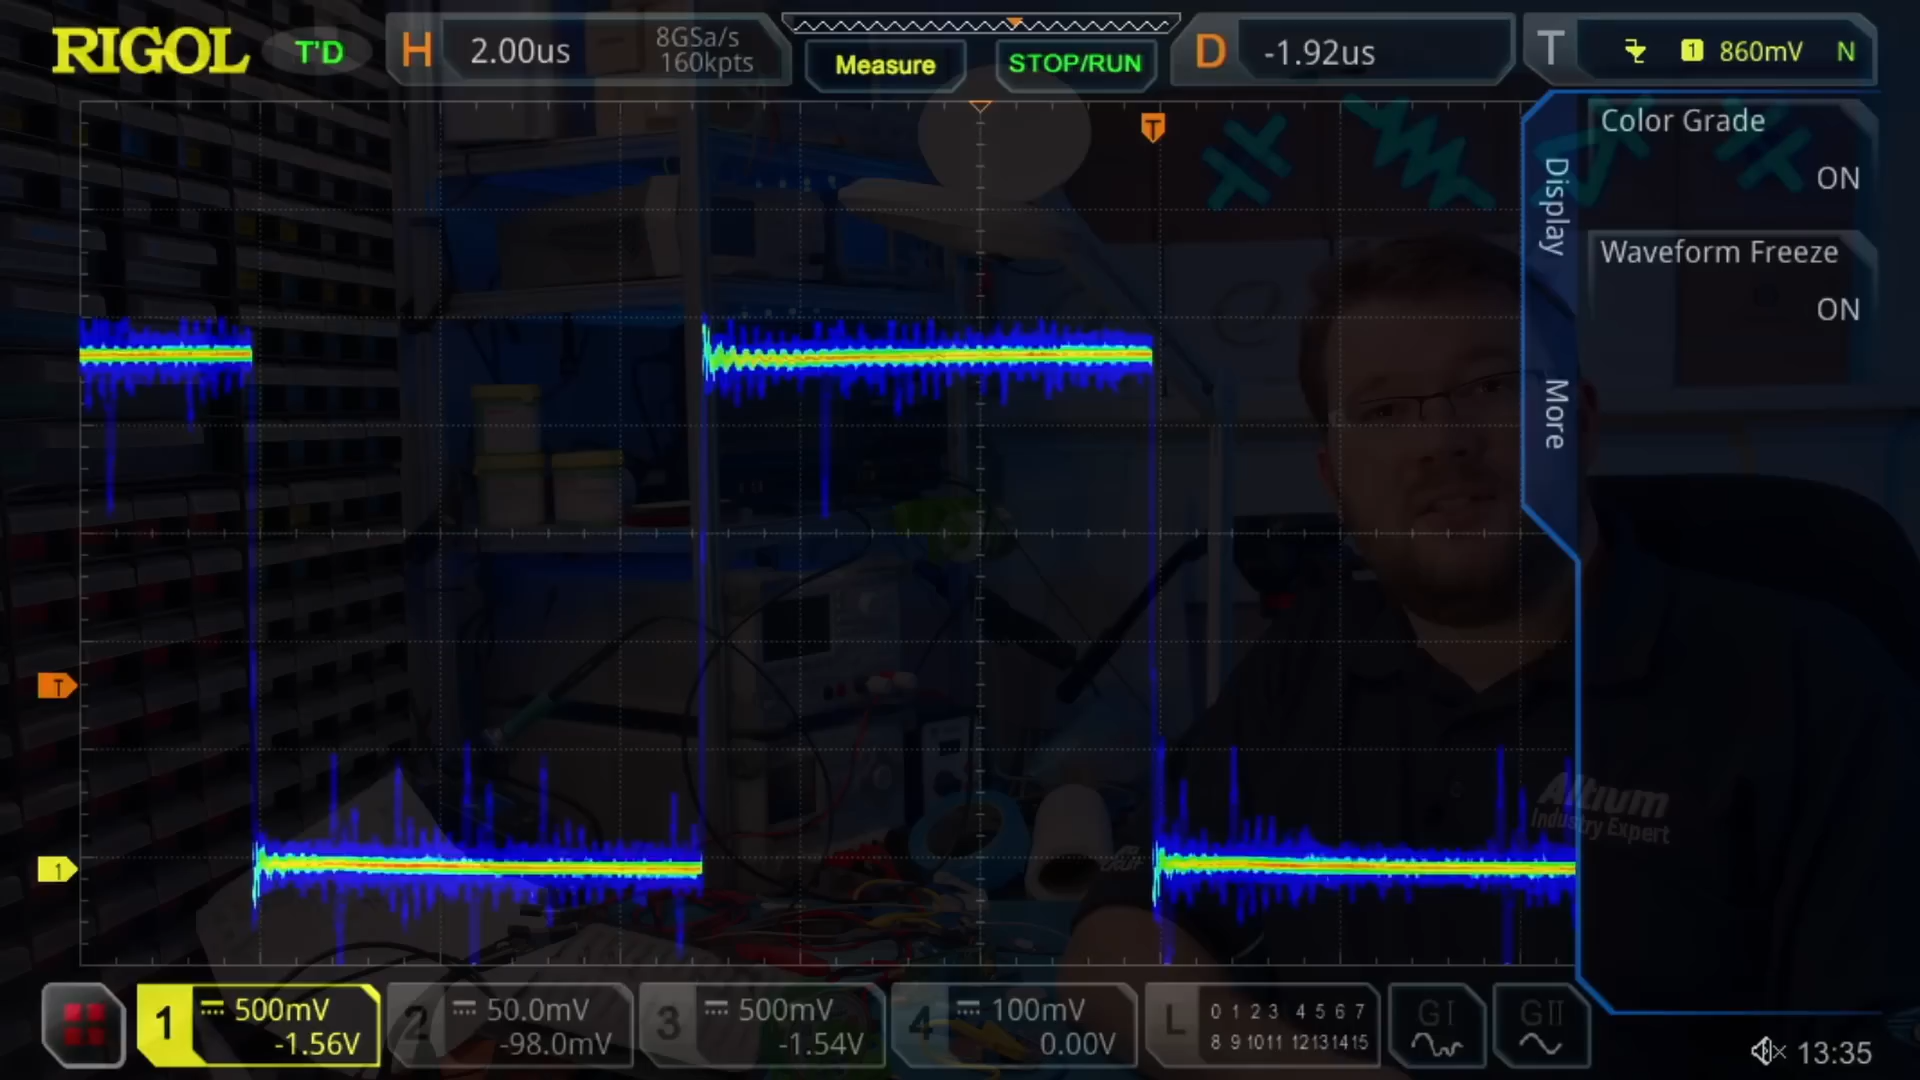 RIGOL
T'D
H
2.00us
8GSa/s
160kpts
Measure
STOP/RUN
D
-1.92us
T
1
860mV
N
T
Color Grade
ON
Display
Waveform Freeze
ON
More
T
1
Altium
Industry Expert
1
500mV
-1.56V
2
50.0mV
-98.0mV
3
500mV
-1.54V
4
100mV
0.00V
L
0 1 2 3 4 5 6 7
8 9 10 11 12 13 14 15
GI
GII
13:35